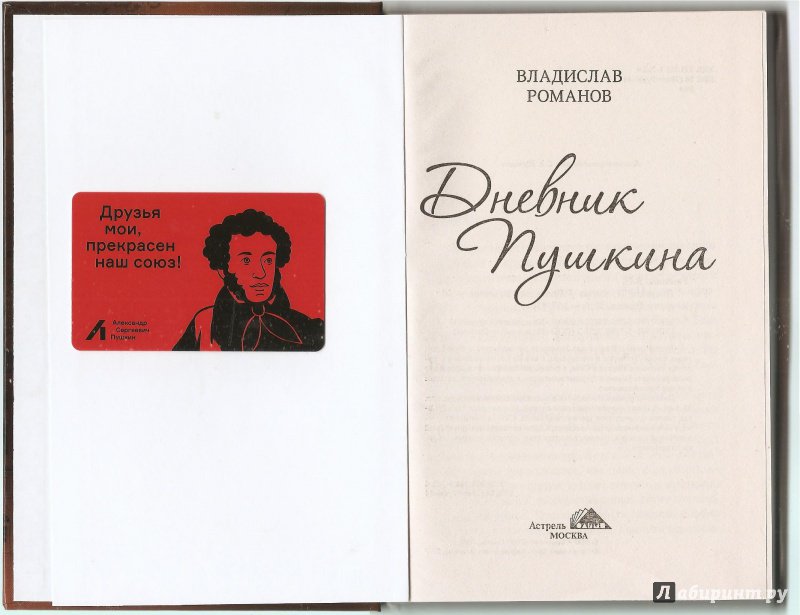 Друзья
мои,
прекрасен
наш союз!
Александр
Сергеевич
Пушкин
ВЛАДИСЛАВ
РОМАНОВ
Дневник
Пушкина
Астрель
МОСКВА
Лабиринт.ру